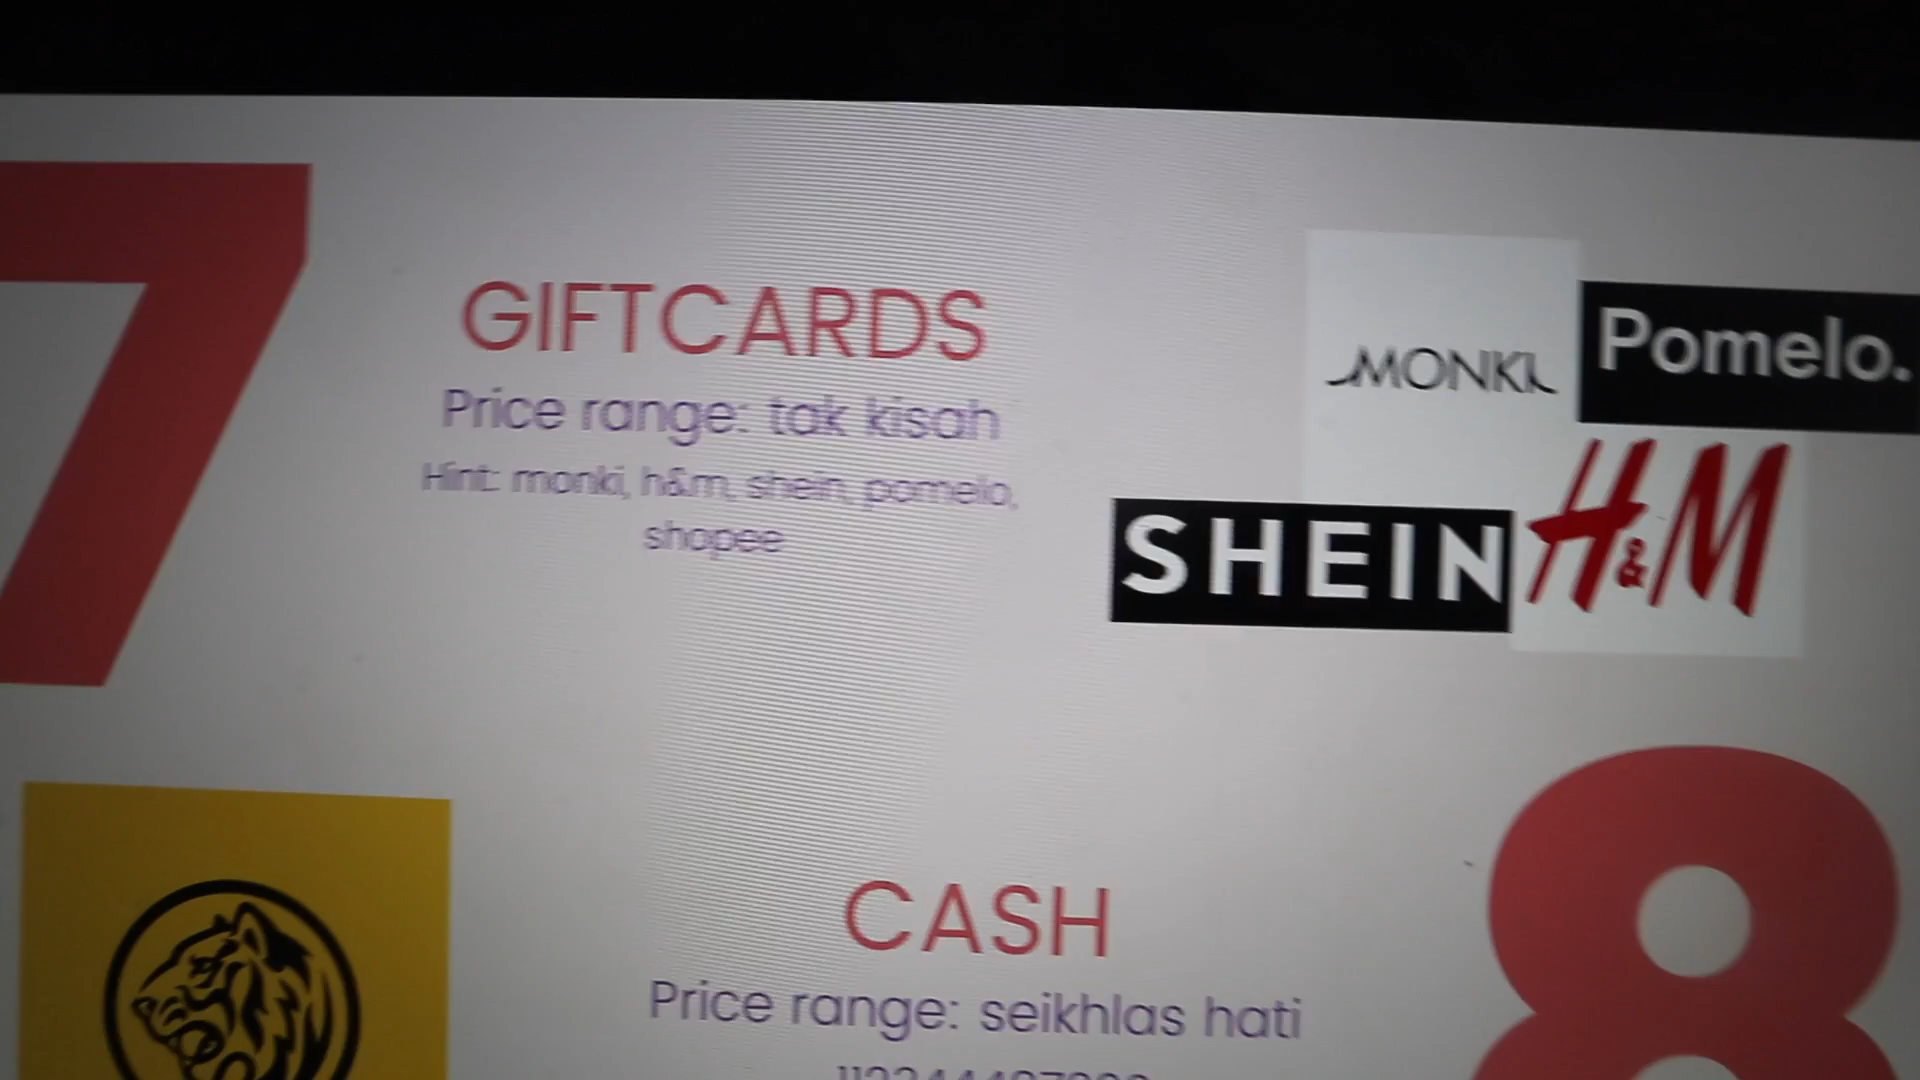 7
GIFTCARDS
Price range: tak kisah
Hint: monki, h&m, shein, pomelo,
shopee
MONKI
Pomelo.
SHEIN
H&M
CASH
Price range: seikhlas hati
8